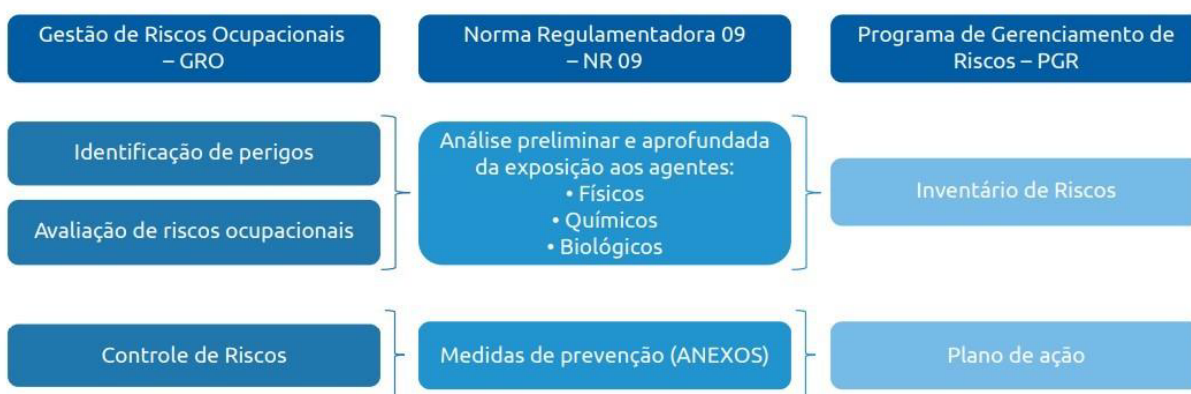 Gestão de Riscos Ocupacionais
– GRO
Norma Regulamentadora 09
– NR 09
Programa de Gerenciamento de
Riscos – PGR
Identificação de perigos
Avaliação de riscos ocupacionais
Análise preliminar e aprofundada
da exposição aos agentes:
• Físicos
• Químicos
• Biológicos
Inventário de Riscos
Controle de Riscos
Medidas de prevenção (ANEXOS)
Plano de ação